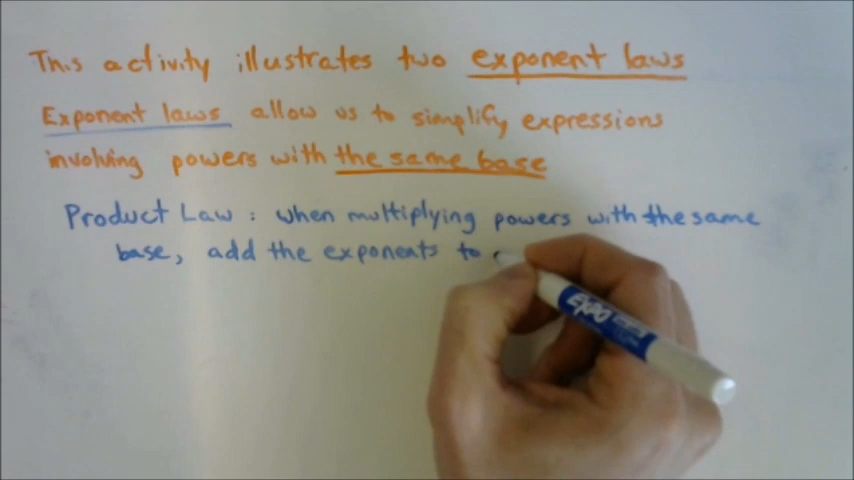 This activity illustrates two exponent laws
Exponent laws allow us to simplify expressions
involving powers with the same base
Product Law : when multiplying powers with the same
base, add the exponents to
EXPO